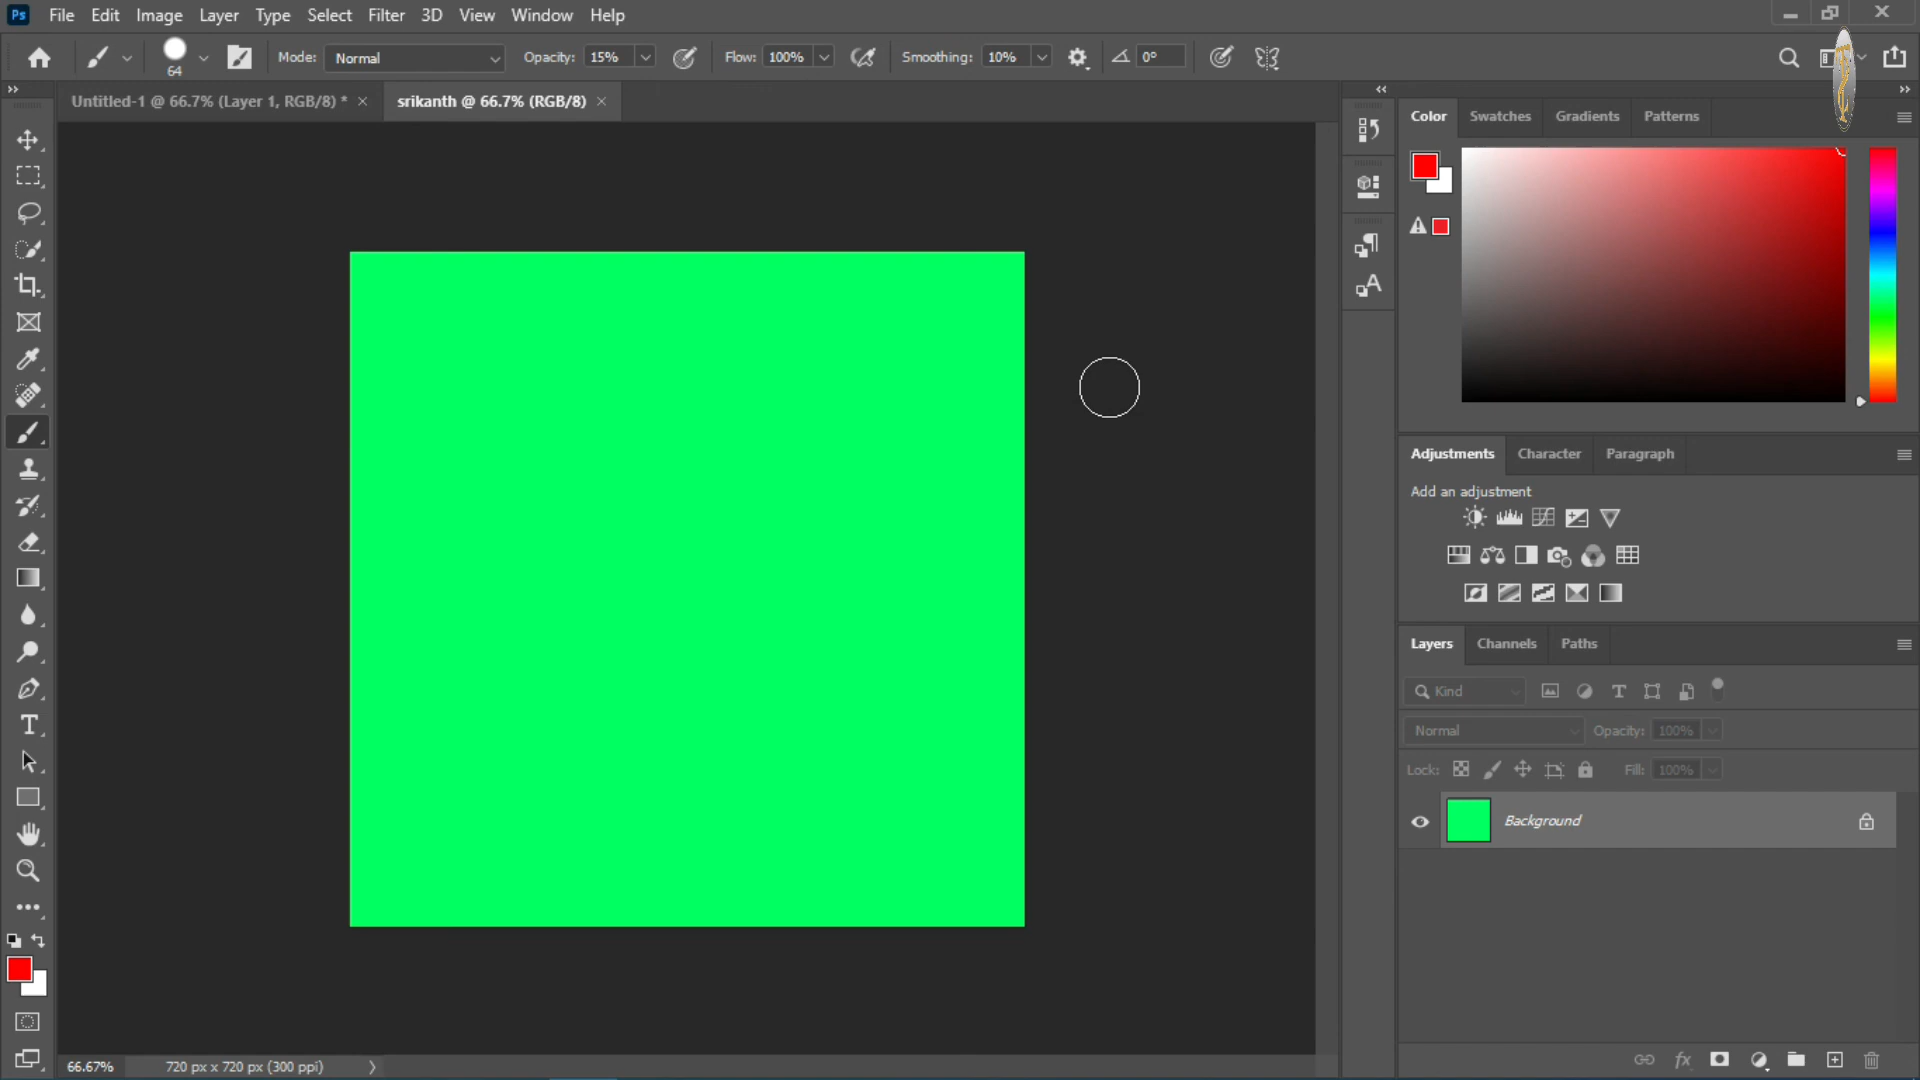 Ps File Edit Image Layer Type Select Filter 3D View Window Help
64 Mode: Normal Opacity: 15% Flow: 100% Smoothing: 10% 0°
Untitled-1 @ 66.7% (Layer 1, RGB/8) * srikanth @ 66.7% (RGB/8)
Color Swatches Gradients Patterns
Adjustments Character Paragraph
Add an adjustment
Layers Channels Paths
Kind
Normal Opacity: 100%
Lock: Fill: 100%
Background
66.67% 720 px x 720 px (300 ppi)